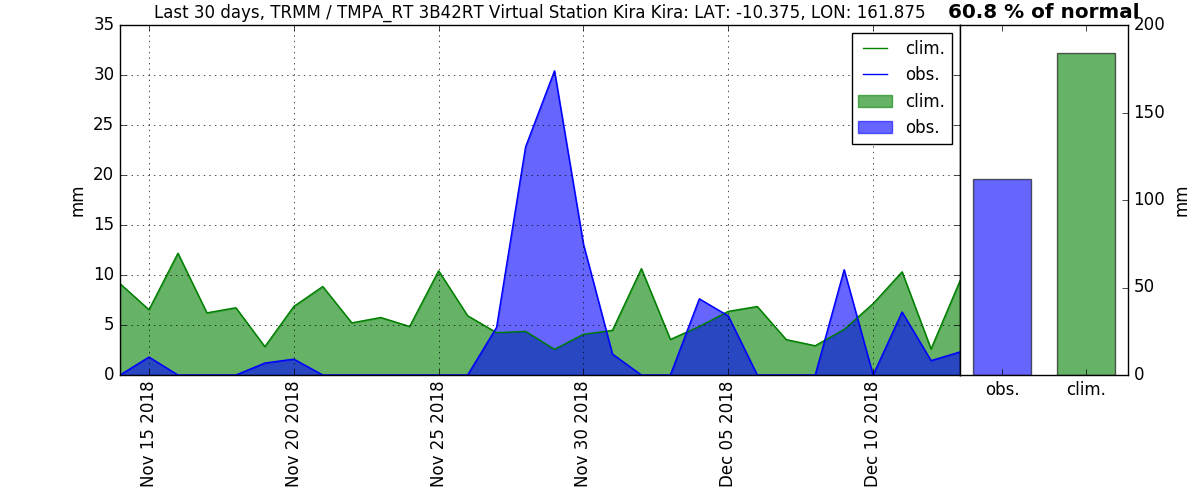 Last 30 days, TRMM / TMPA_RT 3B42RT Virtual Station Kira Kira: LAT: -10.375, LON: 161.875
60.8 % of normal
35
30
25
20
15
10
5
0
mm
clim.
obs.
clim.
obs.
Nov 15 2018
Nov 20 2018
Nov 25 2018
Nov 30 2018
Dec 05 2018
Dec 10 2018
200
150
100
50
0
mm
obs.
clim.